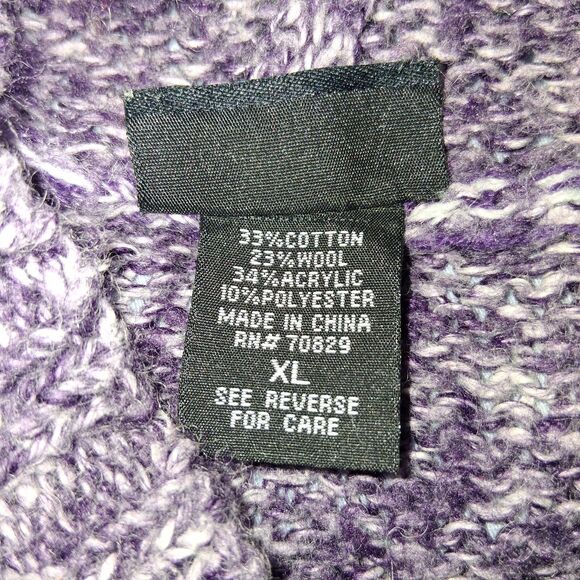 33%COTTON
23%WOOL
34%ACRYLIC
10%POLYESTER
MADE IN CHINA
RN# 70829
XL
SEE REVERSE
FOR CARE